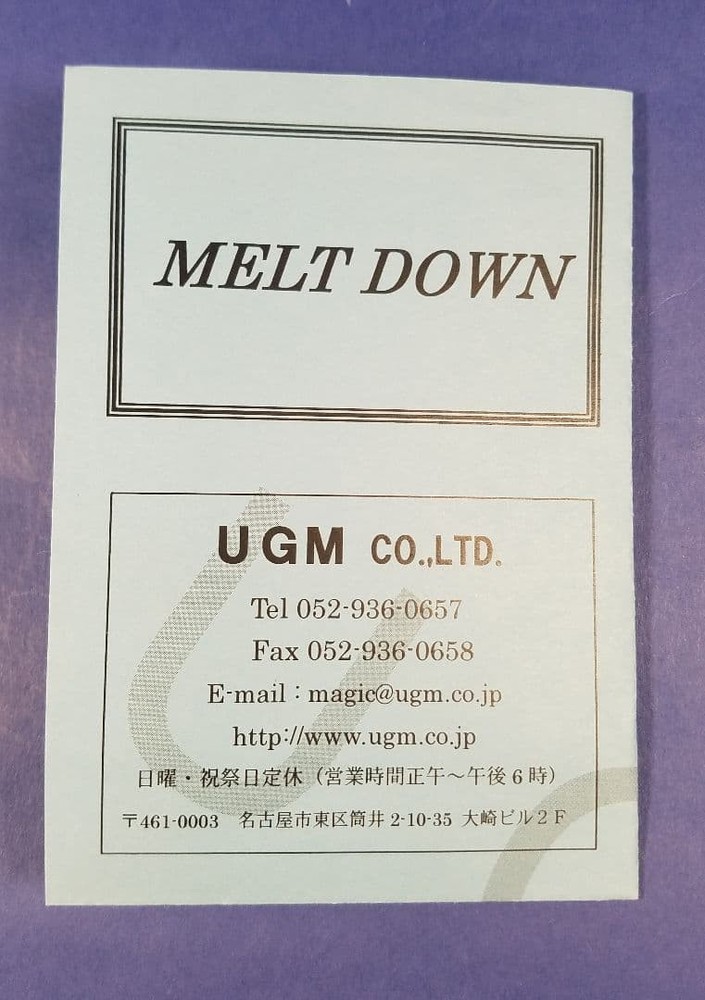 MELT DOWN
UGM CO.,LTD.
Tel 052-936-0657
Fax 052-936-0658
E-mail：magic@ugm.co.jp
http://www.ugm.co.jp
日曜・祝祭日定休（営業時間正午～午後6時）
〒461-0003 名古屋市東区筒井 2-10-35 大崎ビル２Ｆ